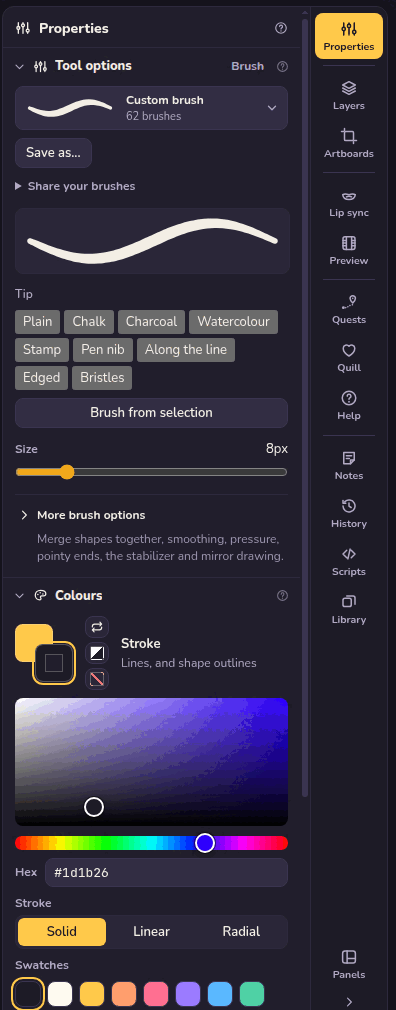 Properties
Tool options
Brush
Custom brush
62 brushes
Save as...
Share your brushes
Tip
Plain
Chalk
Charcoal
Watercolour
Stamp
Pen nib
Along the line
Edged
Bristles
Brush from selection
Size
8px
More brush options
Merge shapes together, smoothing, pressure,
pointy ends, the stabilizer and mirror drawing.
Colours
Stroke
Lines, and shape outlines
Hex
#1d1b26
Stroke
Solid
Linear
Radial
Swatches
Properties
Layers
Artboards
Lip sync
Preview
Quests
Quill
Help
Notes
History
Scripts
Library
Panels